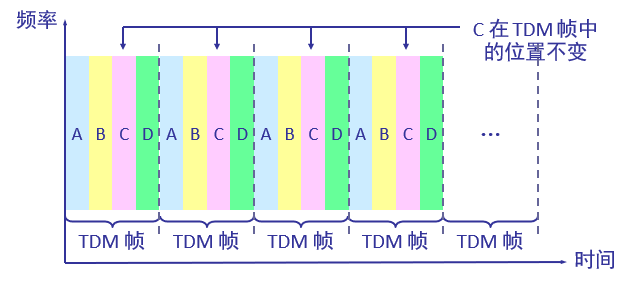 频率
C 在 TDM 帧中
的位置不变
A B C D A B C D A B C D A B C D ...
TDM 帧 TDM 帧 TDM 帧 TDM 帧 TDM 帧
时间